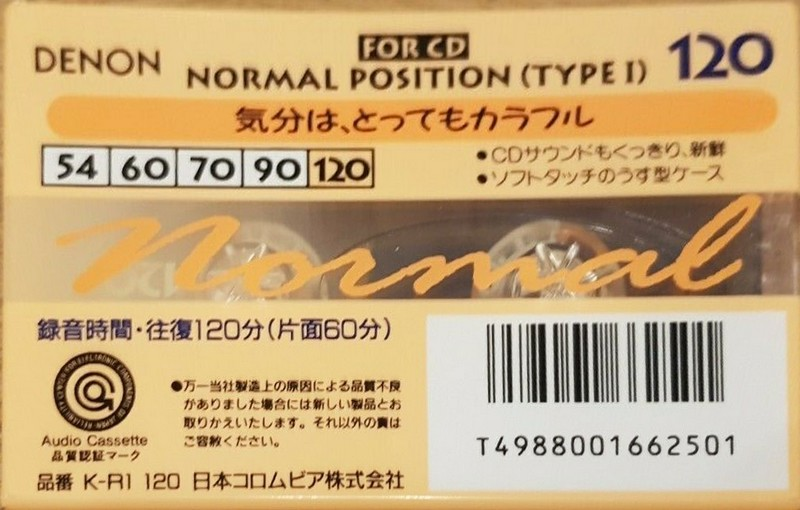 DENON
FOR CD
NORMAL POSITION (TYPE I)
120
気分は、とってもカラフル
54 60 70 90 120
●CDサウンドもくっきり、新鮮
●ソフトタッチのうす型ケース
Normal
録音時間・往復120分(片面60分)
●万一当社製造上の原因による品質不良
がありました場合には新しい製品とお
取りかえいたします。それ以外の責は
ご容赦ください。
Audio Cassette
品質認証マーク
品番 K-R1 120 日本コロムビア株式会社
T4988001662501